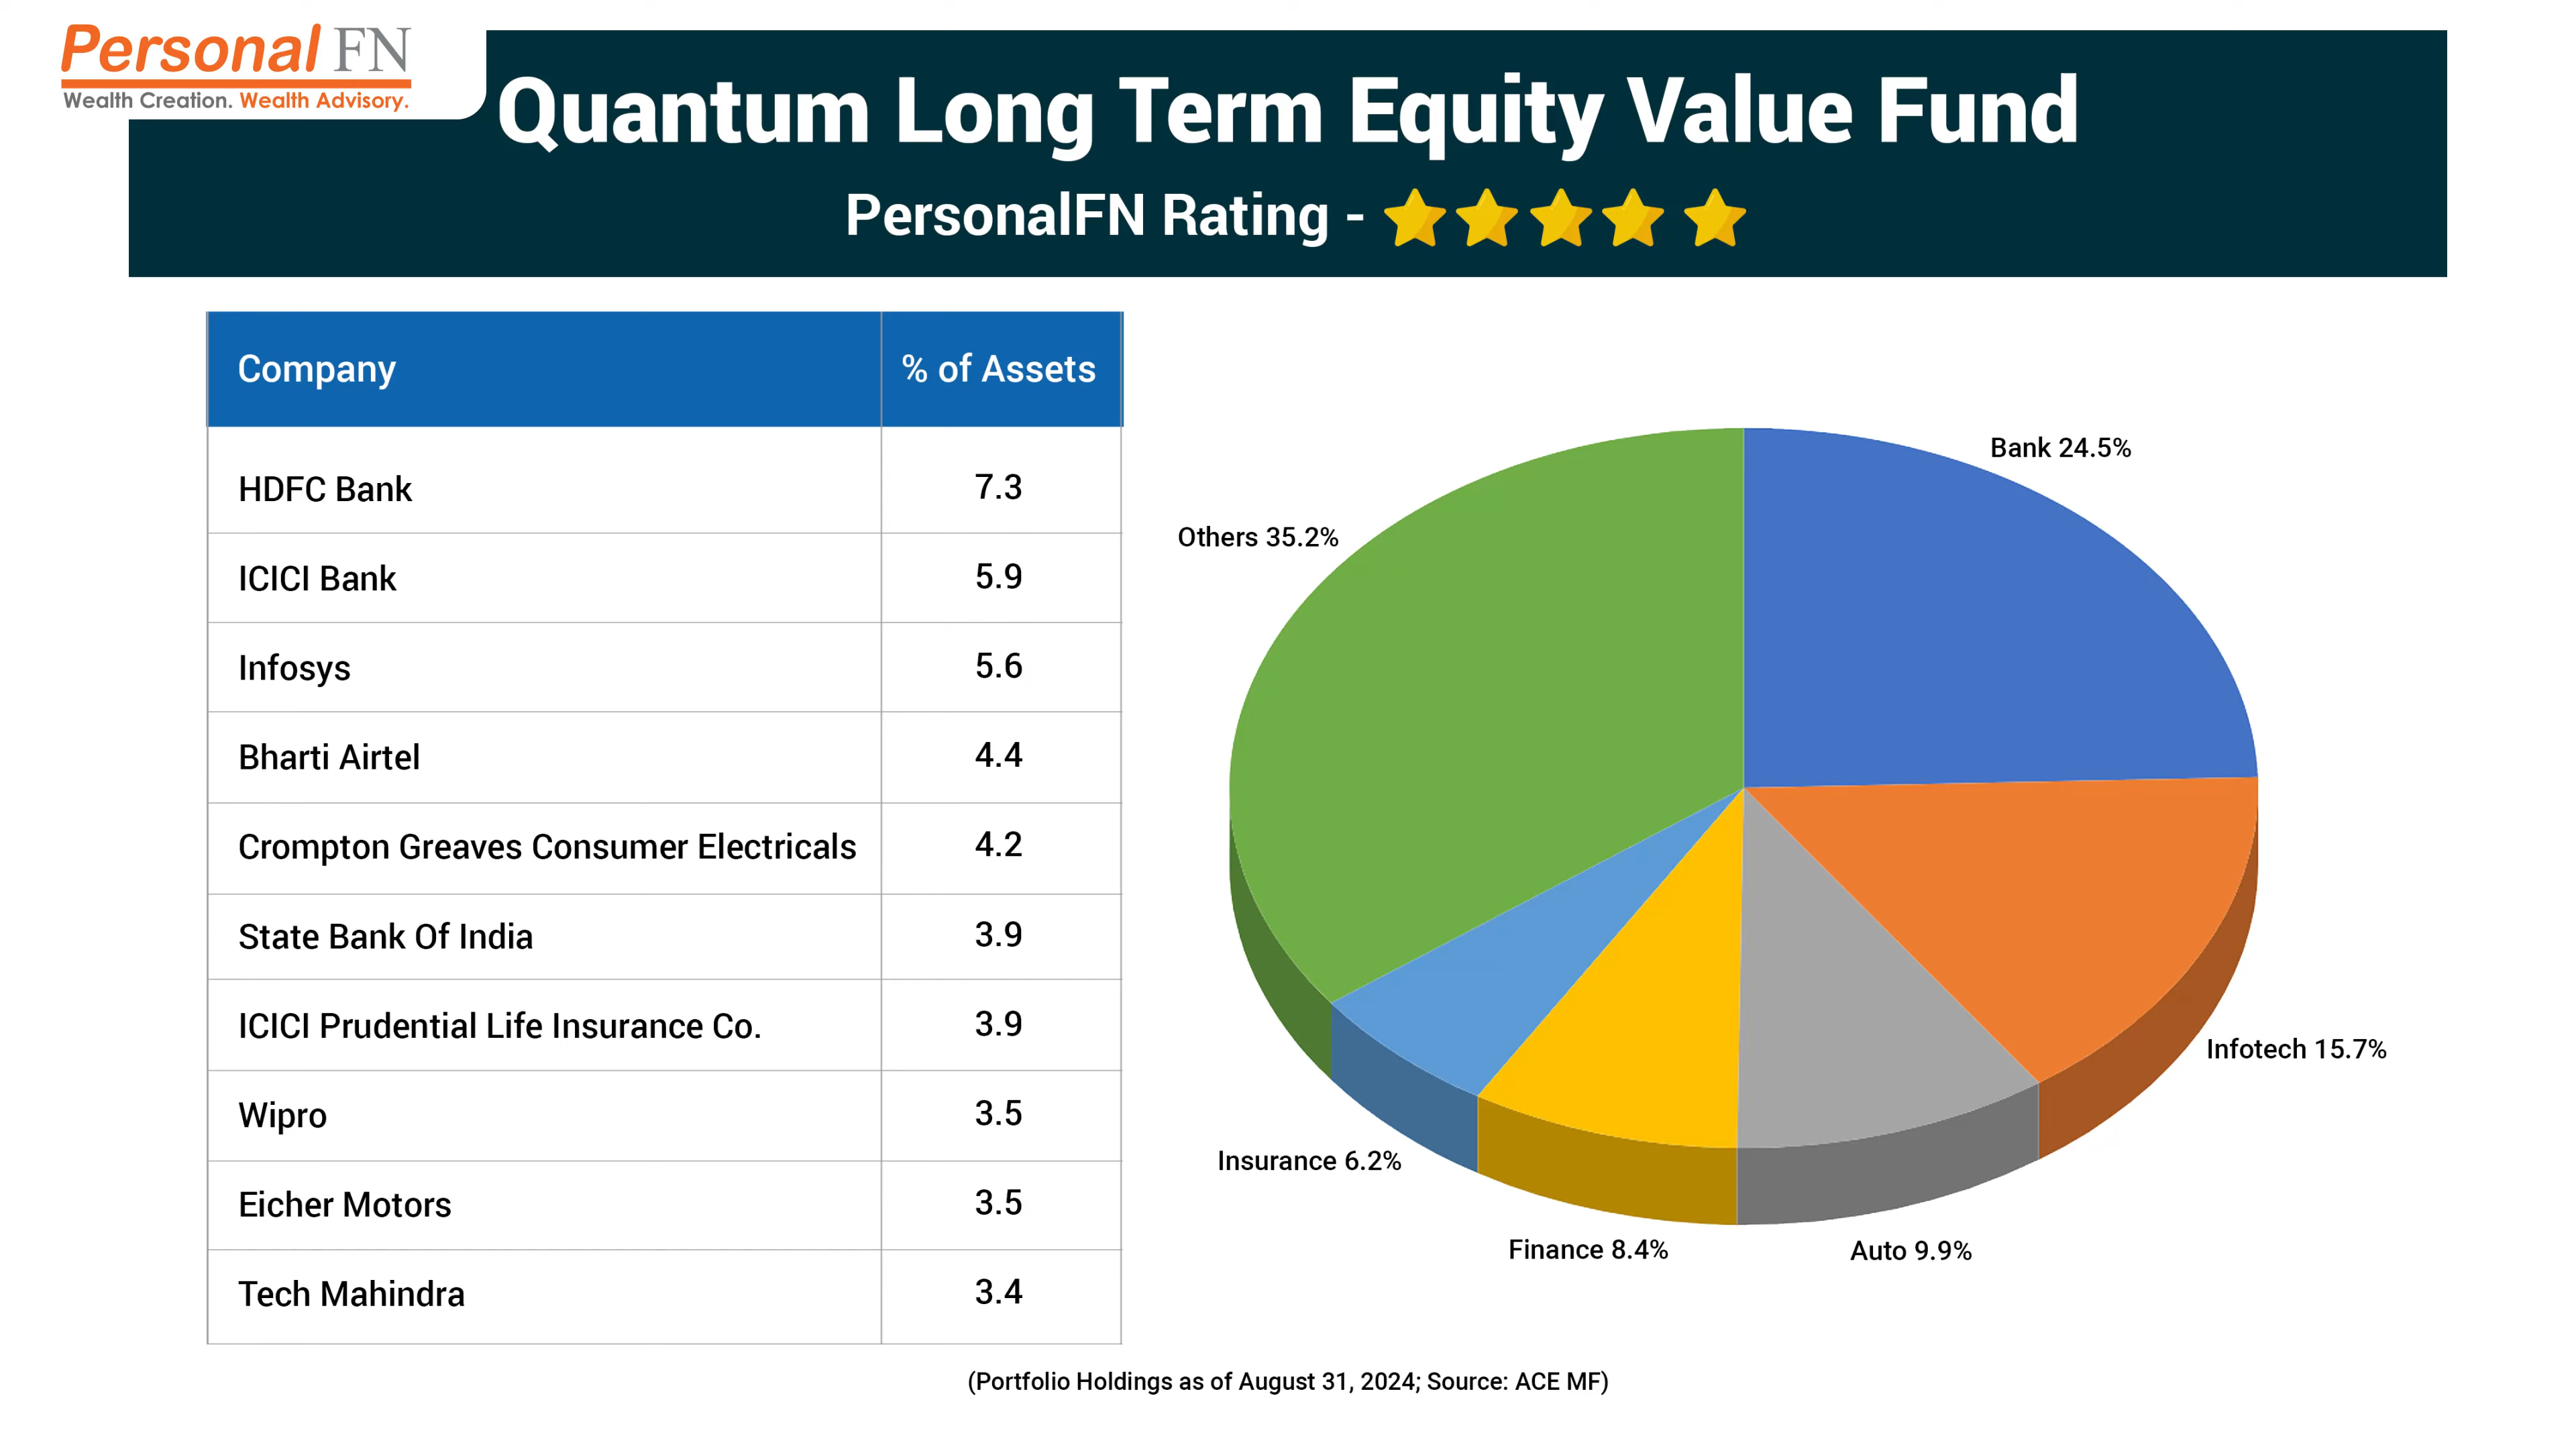 Personal FN
Wealth Creation. Wealth Advisory.
Quantum Long Term Equity Value Fund
PersonalFN Rating -
Company % of Assets
HDFC Bank 7.3
ICICI Bank 5.9
Infosys 5.6
Bharti Airtel 4.4
Crompton Greaves Consumer Electricals 4.2
State Bank Of India 3.9
ICICI Prudential Life Insurance Co. 3.9
Wipro 3.5
Eicher Motors 3.5
Tech Mahindra 3.4
Bank 24.5%
Others 35.2%
Infotech 15.7%
Insurance 6.2%
Finance 8.4%
Auto 9.9%
(Portfolio Holdings as of August 31, 2024; Source: ACE MF)